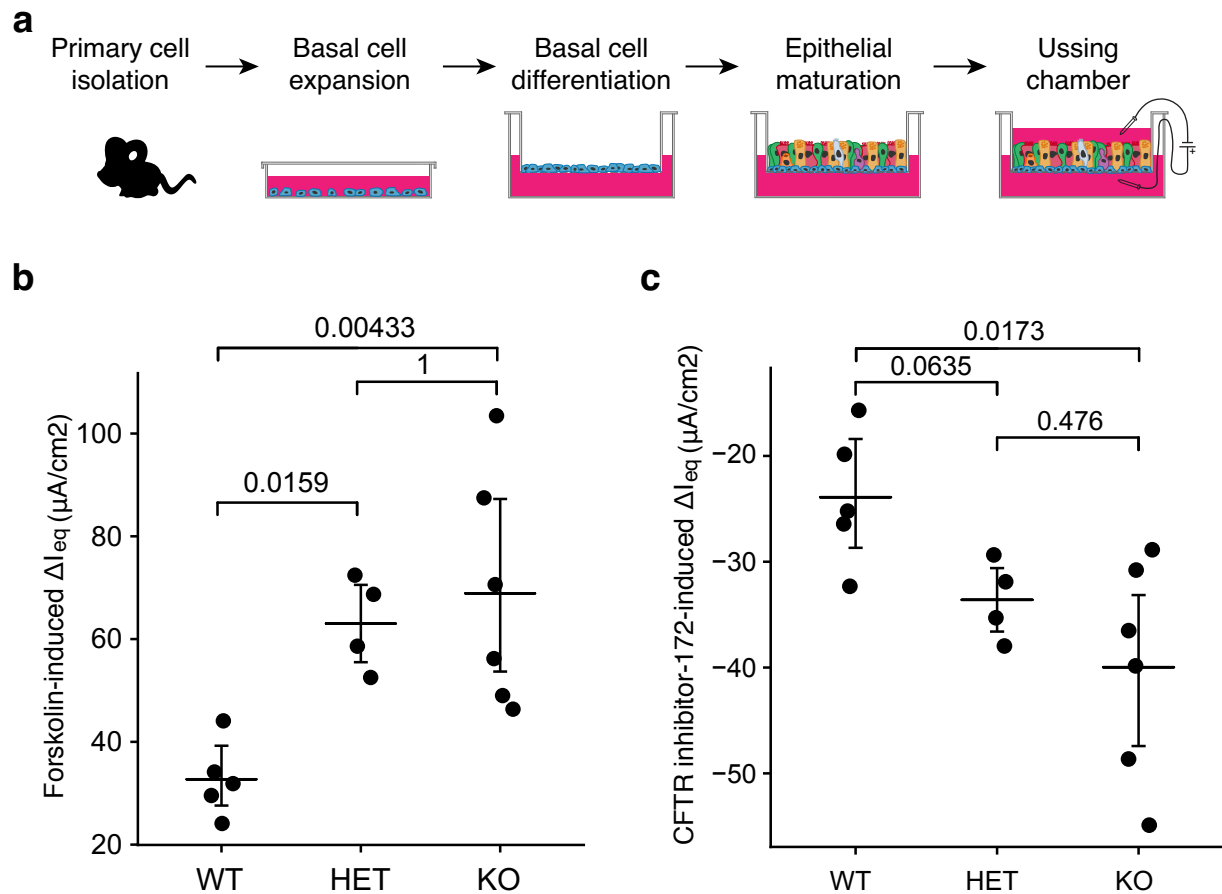 a
Primary cell
isolation
Basal cell
expansion
Basal cell
differentiation
Epithelial
maturation
Ussing
chamber
+
b
Forskolin-induced ΔIeq (μA/cm2)
0.00433
1
0.0159
100
80
60
40
20
WT
HET
KO
c
CFTR inhibitor-172-induced ΔIeq (μA/cm2)
0.0173
0.0635
0.476
−20
−30
−40
−50
WT
HET
KO